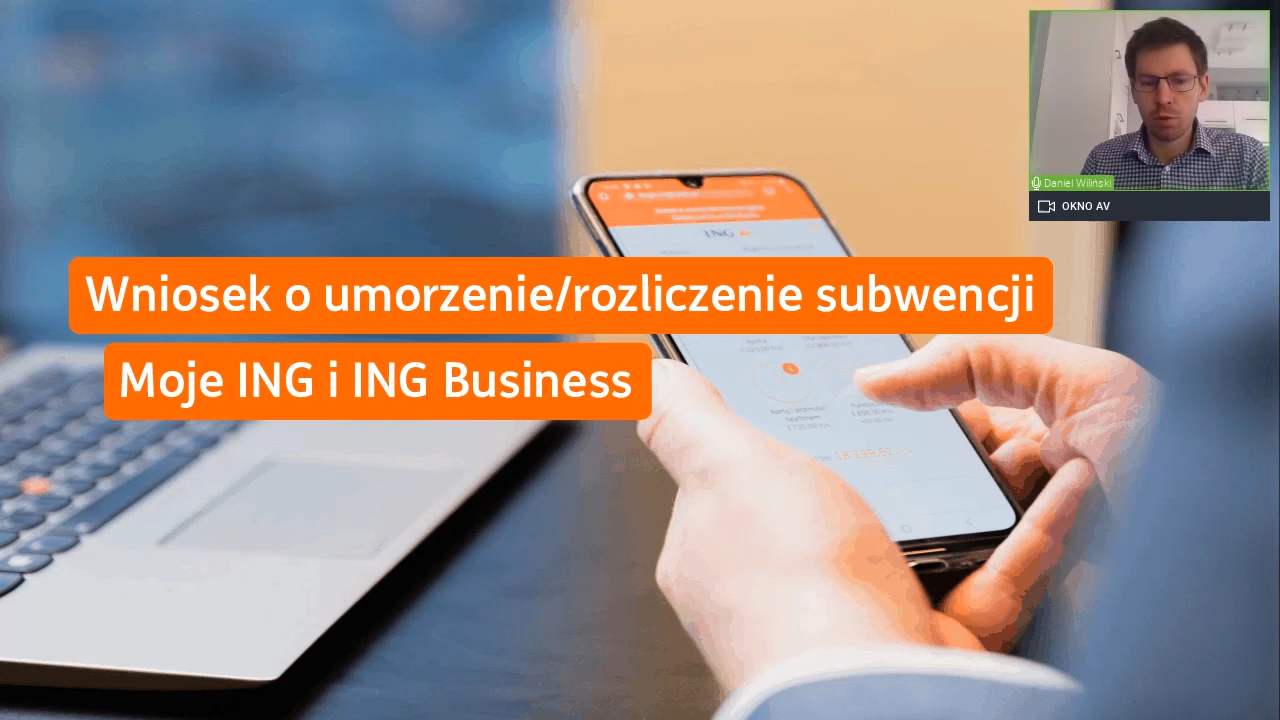 Daniel Wiliński
OKNO AV
ING
Wniosek o umorzenie/rozliczenie subwencji
Moje ING i ING Business